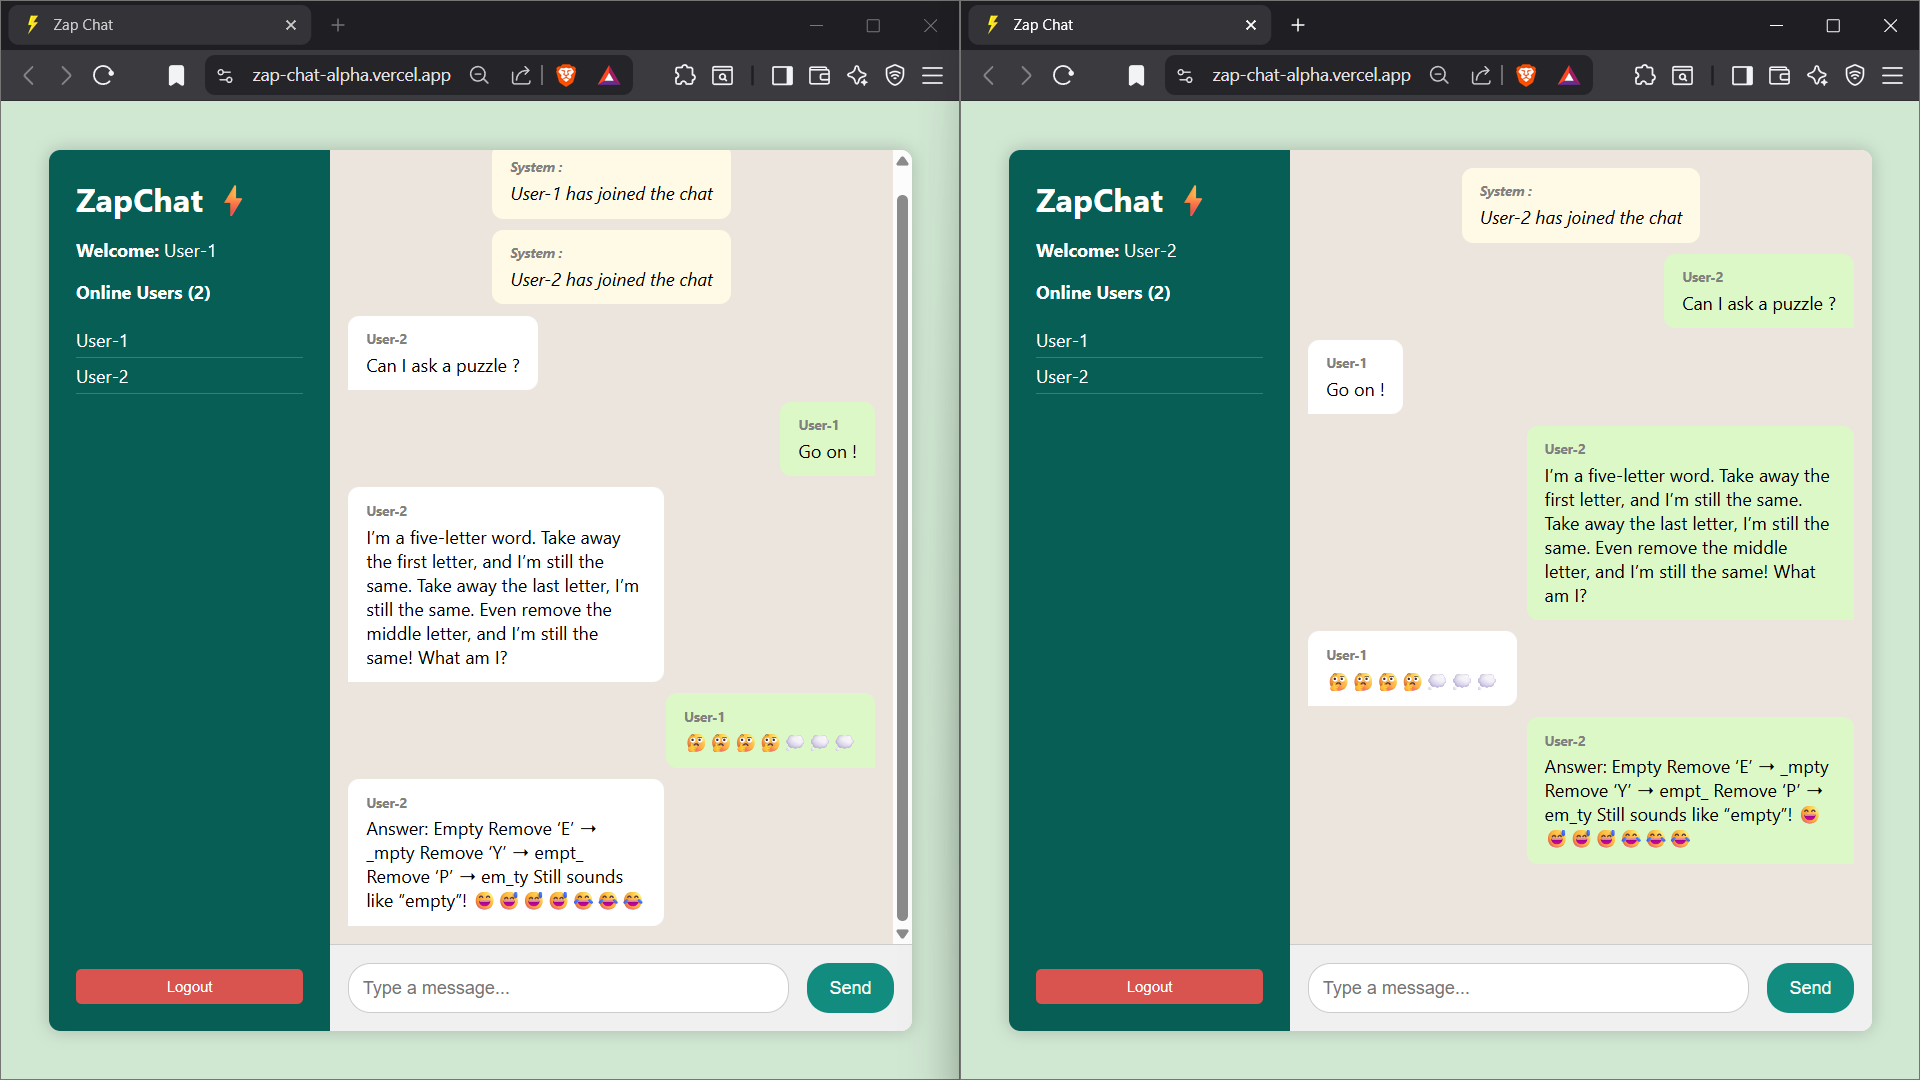 Zap Chat
zap-chat-alpha.vercel.app
ZapChat ⚡
Welcome: User-1
Online Users (2)
User-1
User-2
Logout
System :
User-1 has joined the chat
System :
User-2 has joined the chat
User-2
Can I ask a puzzle ?
User-1
Go on !
User-2
I’m a five-letter word. Take away
the first letter, and I’m still the
same. Take away the last letter, I’m
still the same. Even remove the
middle letter, and I’m still the
same! What am I?
User-1
🤔🤔🤔🤔💭💭💭
User-2
Answer: Empty Remove ‘E’ →
_mpty Remove ‘Y’ → empt_
Remove ‘P’ → em_ty Still sounds
like “empty”! 😄😅😅😅😂😂😂
Type a message...
Send
Zap Chat
zap-chat-alpha.vercel.app
ZapChat ⚡
Welcome: User-2
Online Users (2)
User-1
User-2
Logout
System :
User-2 has joined the chat
User-2
Can I ask a puzzle ?
User-1
Go on !
User-2
I’m a five-letter word. Take away the
first letter, and I’m still the same.
Take away the last letter, I’m still the
same. Even remove the middle
letter, and I’m still the same! What
am I?
User-1
🤔🤔🤔🤔💭💭💭
User-2
Answer: Empty Remove ‘E’ → _mpty
Remove ‘Y’ → empt_ Remove ‘P’ →
em_ty Still sounds like “empty”! 😄
😅😅😅😂😂😂
Type a message...
Send